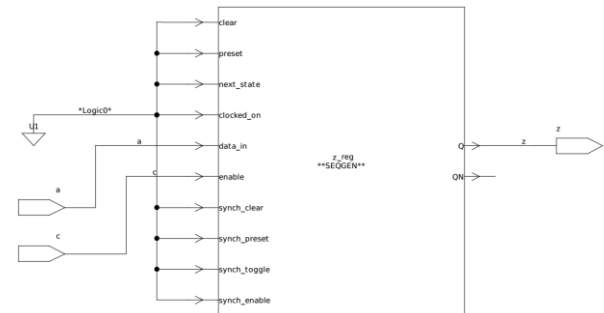 clear
preset
next_state
*Logic0*
clocked_on
U1
a
data_in
z
z
Q
z_reg
**SEQGEN**
c
enable
QN
a
synch_clear
c
synch_preset
synch_toggle
synch_enable